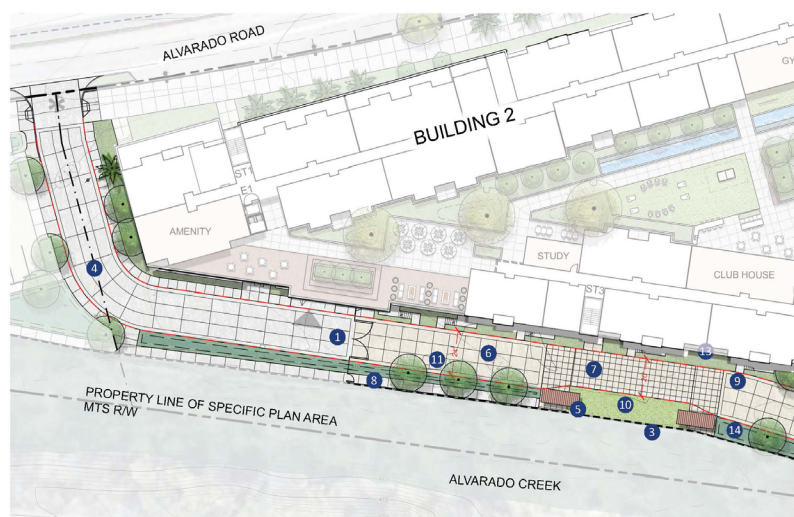 ALVARADO ROAD
GY
BUILDING 2
ST1
E1
AMENITY
STUDY
CLUB HOUSE
ST3
4
1
13
6
11
7
9
8
10
5
3
14
PROPERTY LINE OF SPECIFIC PLAN AREA
MTS R/W
ALVARADO CREEK